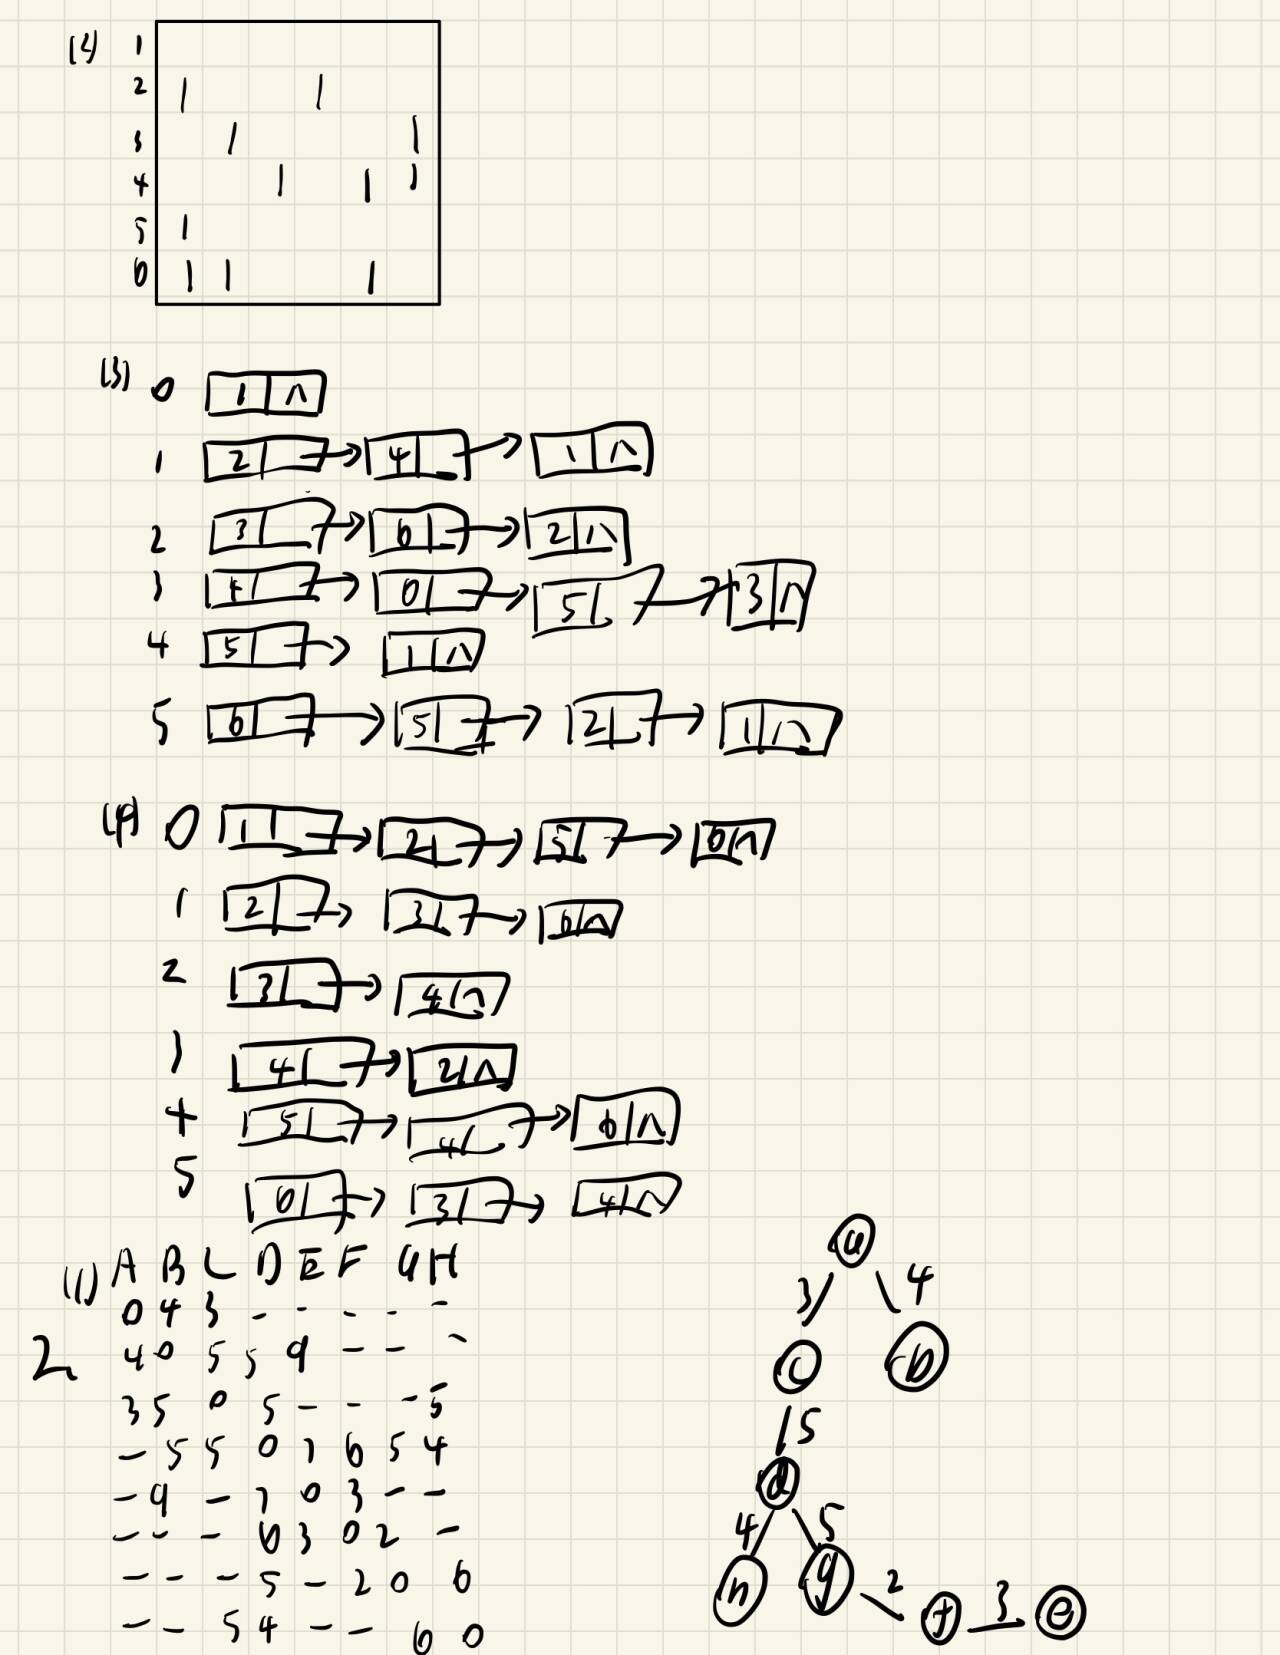 (2) 1
2 1 1
3 1 1
4 1 1 1
5 1
6 1 1 1
(3) 0 1 ∧
1 2 → 4 → 1 ∧
2 3 → 6 → 2 ∧
3 4 → 0 → 5 → 3 ∧
4 5 → 1 ∧
5 6 → 5 → 2 → 1 ∧
(4) 0 1 → 2 → 5 → 6 ∧
1 2 → 3 → 6 ∧
2 3 → 4 ∧
3 4 → 2 ∧
4 5 → 4 → 6 ∧
5 0 → 3 → 4 ∧
2 (1) A B C D E F G H
0 4 3 - - - - -
4 0 5 5 9 - - -
3 5 0 5 - - - 5
- 5 5 0 7 6 5 4
- 9 - 7 0 3 - -
- - - 6 3 0 2 -
- - - 5 - 2 0 6
- - 5 4 - - 6 0
a
3 4
c b
5
d
4 5
h g 2 f 3 e